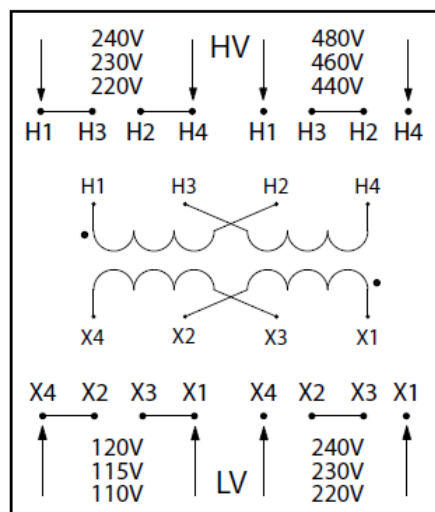 240V HV 480V
230V 460V
220V 440V
H1 H3 H2 H4 H1 H3 H2 H4
H1 H3 H2 H4
X4 X2 X3 X1
X4 X2 X3 X1 X4 X2 X3 X1
120V 240V
115V LV 230V
110V 220V